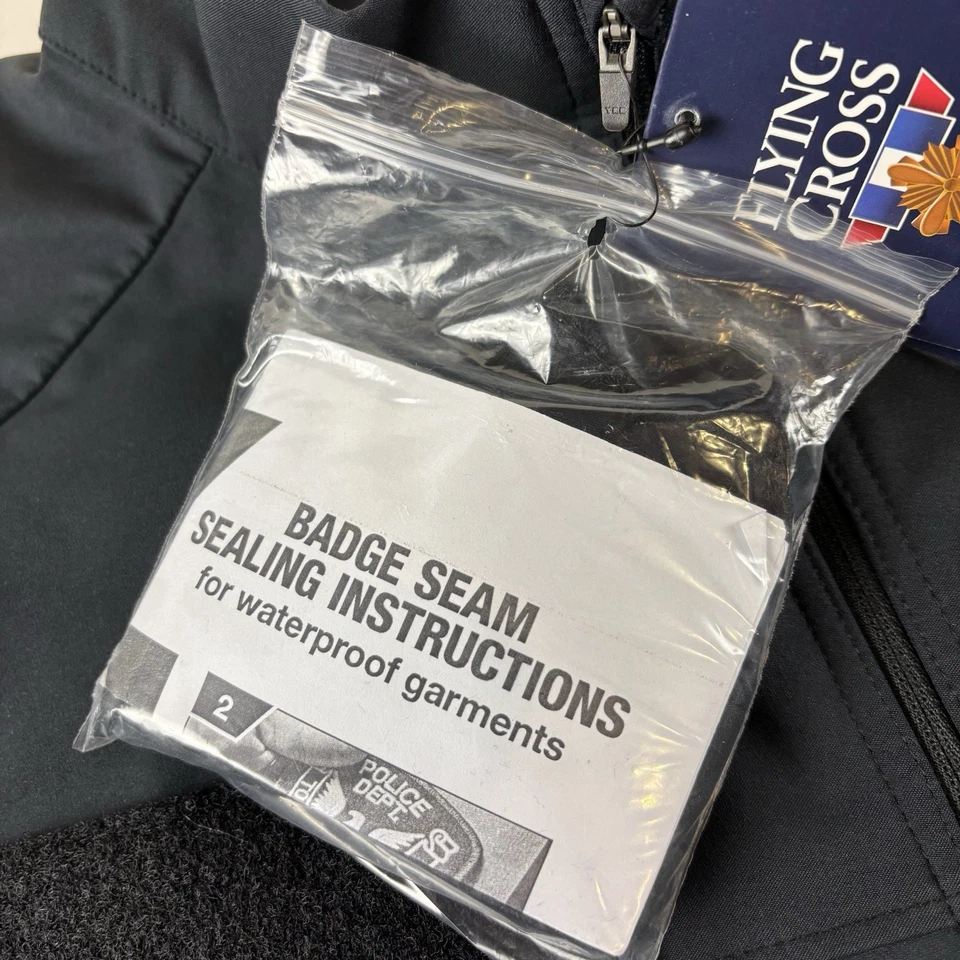 FLYING
CROSS
BADGE SEAM
SEALING INSTRUCTIONS
for waterproof garments
2
POLICE
DEPT.